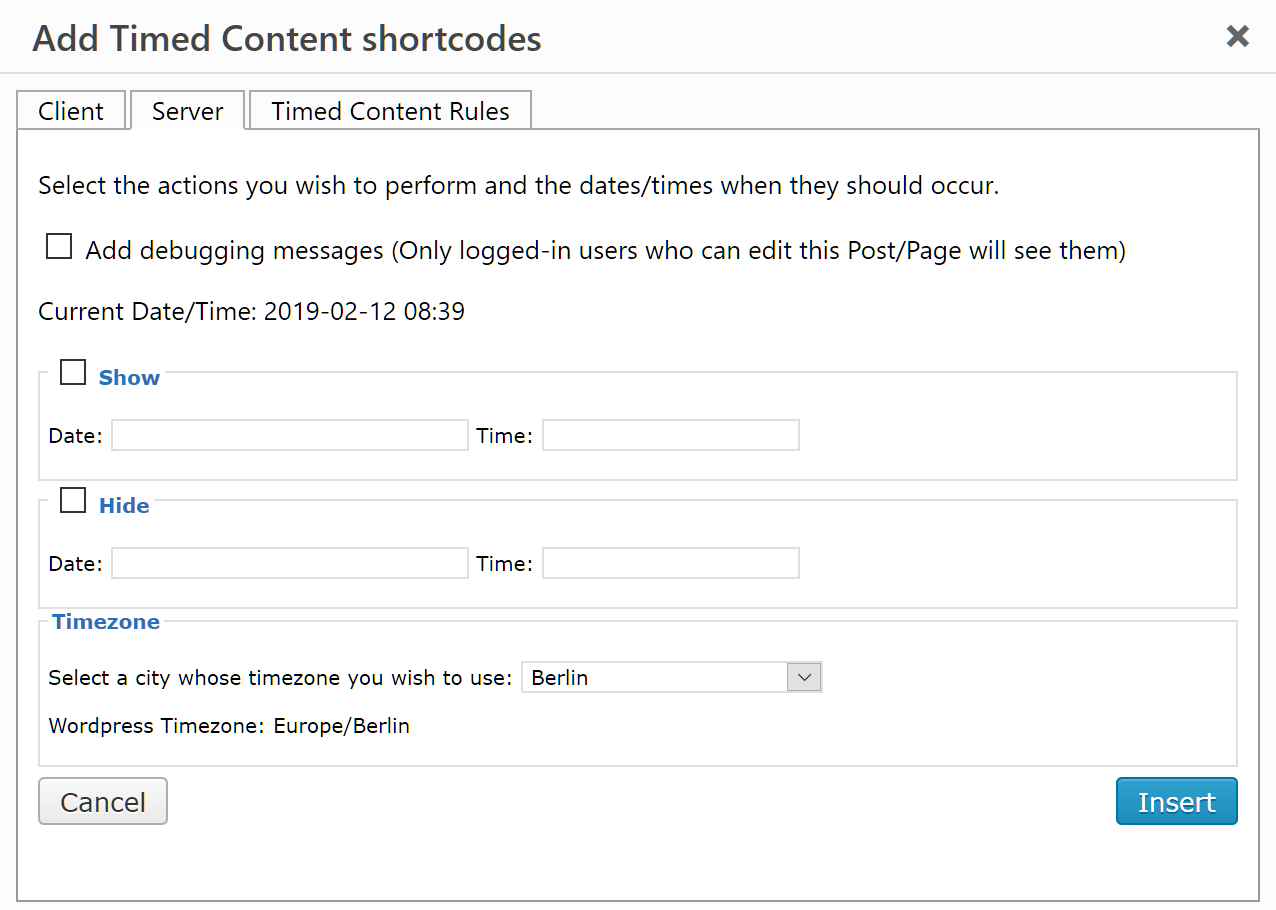 Add Timed Content shortcodes
Client Server Timed Content Rules
Select the actions you wish to perform and the dates/times when they should occur.
Add debugging messages (Only logged-in users who can edit this Post/Page will see them)
Current Date/Time: 2019-02-12 08:39
Show
Date: Time:
Hide
Date: Time:
Timezone
Select a city whose timezone you wish to use: Berlin
Wordpress Timezone: Europe/Berlin
Cancel Insert